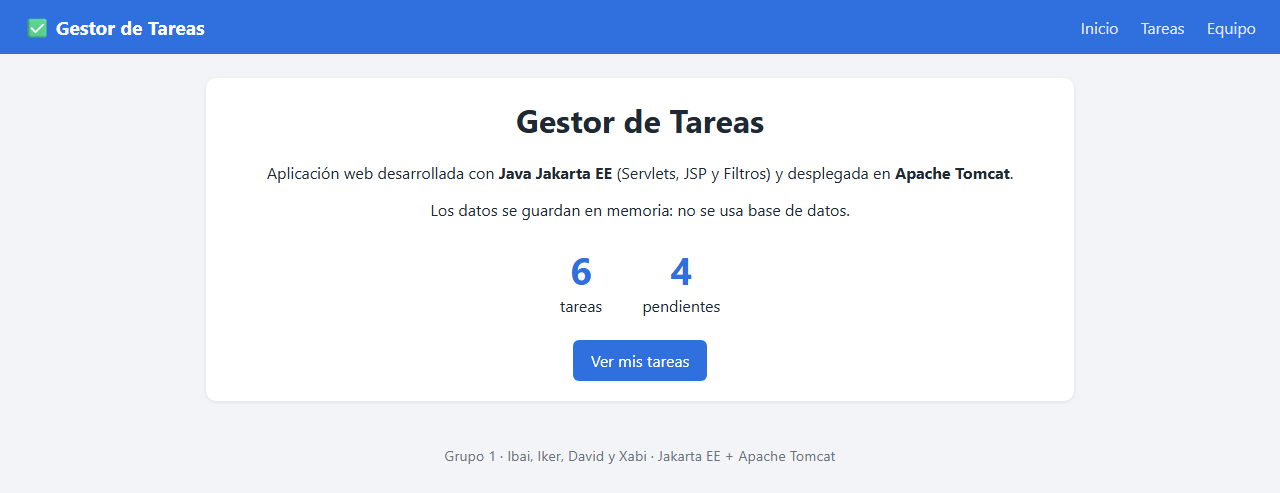 ✅ Gestor de Tareas
Inicio Tareas Equipo
Gestor de Tareas
Aplicación web desarrollada con Java Jakarta EE (Servlets, JSP y Filtros) y desplegada en Apache Tomcat.
Los datos se guardan en memoria: no se usa base de datos.
6 4
tareas pendientes
Ver mis tareas
Grupo 1 · Ibai, Iker, David y Xabi · Jakarta EE + Apache Tomcat